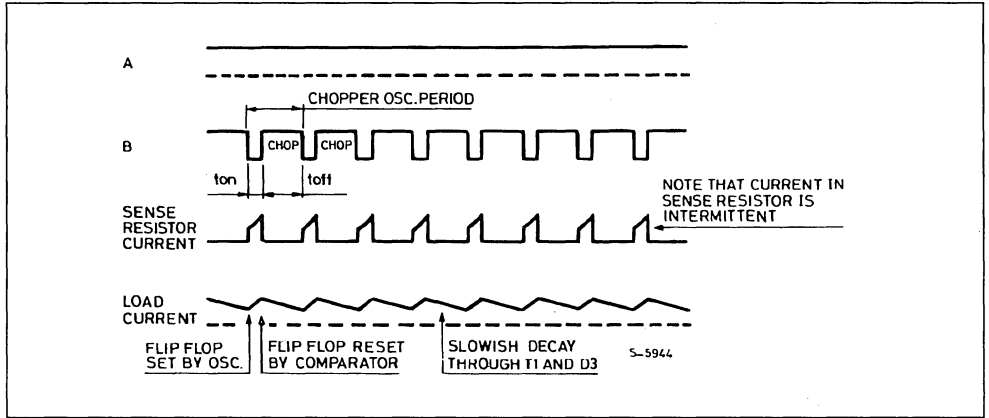 A
CHOPPER OSC.PERIOD
B
CHOP
CHOP
ton
toff
NOTE THAT CURRENT IN
SENSE RESISTOR IS
INTERMITTENT
SENSE
RESISTOR
CURRENT
LOAD
CURRENT
FLIP FLOP
SET BY OSC.
FLIP FLOP RESET
BY COMPARATOR
SLOWISH DECAY
THROUGH T1 AND D3
S-5944